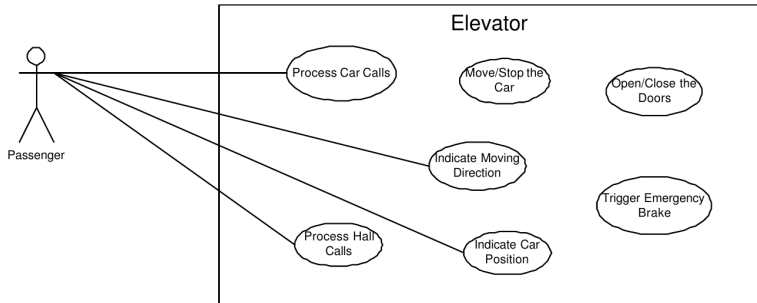 Elevator
Process Car Calls
Move/Stop the
Car
Open/Close the
Doors
Passenger
Indicate Moving
Direction
Trigger Emergency
Brake
Process Hall
Calls
Indicate Car
Position